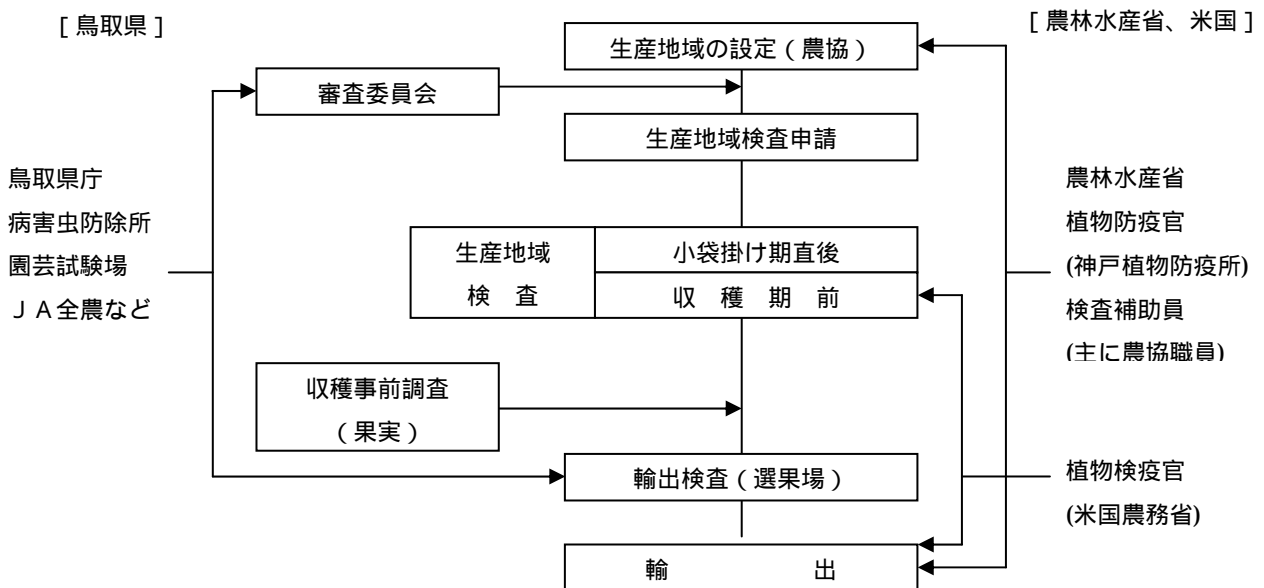 [ 鳥取県 ]
[ 農林水産省、米国 ]
生産地域の設定（農協）
審査委員会
生産地域検査申請
鳥取県庁
病害虫防除所
園芸試験場
ＪＡ全農など
農林水産省
植物防疫官
(神戸植物防疫所)
検査補助員
(主に農協職員)
生産地域
検　査
小袋掛け期直後
収　穫　期　前
収穫事前調査
（果実）
輸出検査（選果場）
植物検疫官
(米国農務省)
輸　　　　　出